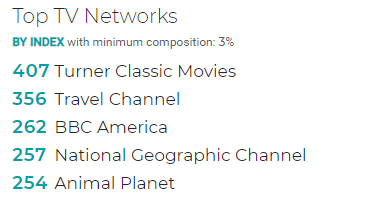 Top TV Networks
BY INDEX with minimum composition: 3%
407 Turner Classic Movies
356 Travel Channel
262 BBC America
257 National Geographic Channel
254 Animal Planet